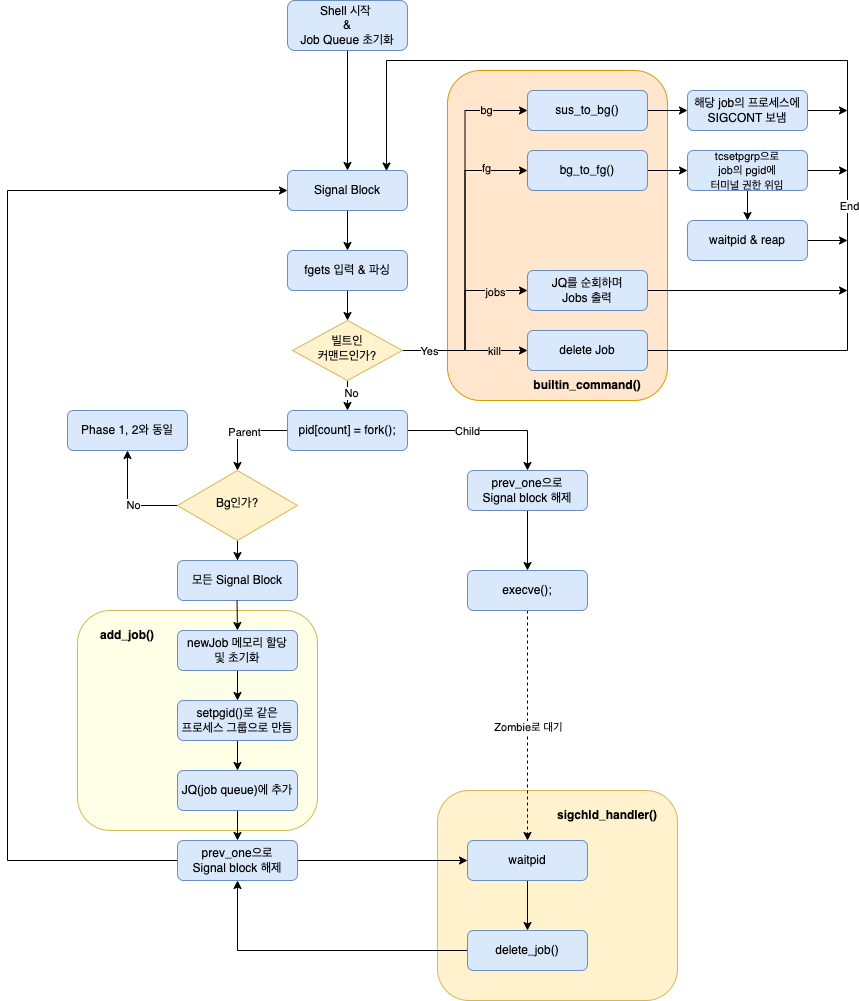 Shell 시작
&
Job Queue 초기화
bg
sus_to_bg()
해당 job의 프로세스에
SIGCONT 보냄
fg
bg_to_fg()
tcsetpgrp으로
job의 pgid에
터미널 권한 위임
Signal Block
End
waitpid & reap
fgets 입력 & 파싱
jobs
JQ를 순회하며
Jobs 출력
빌트인
커맨드인가?
Yes
kill
delete Job
builtin_command()
No
Phase 1, 2와 동일
Parent
pid[count] = fork();
Child
No
Bg인가?
prev_one으로
Signal block 해제
모든 Signal Block
execve();
add_job()
newJob 메모리 할당
및 초기화
setpgid()로 같은
프로세스 그룹으로 만듬
Zombie로 대기
JQ(job queue)에 추가
sigchld_handler()
prev_one으로
Signal block 해제
waitpid
delete_job()